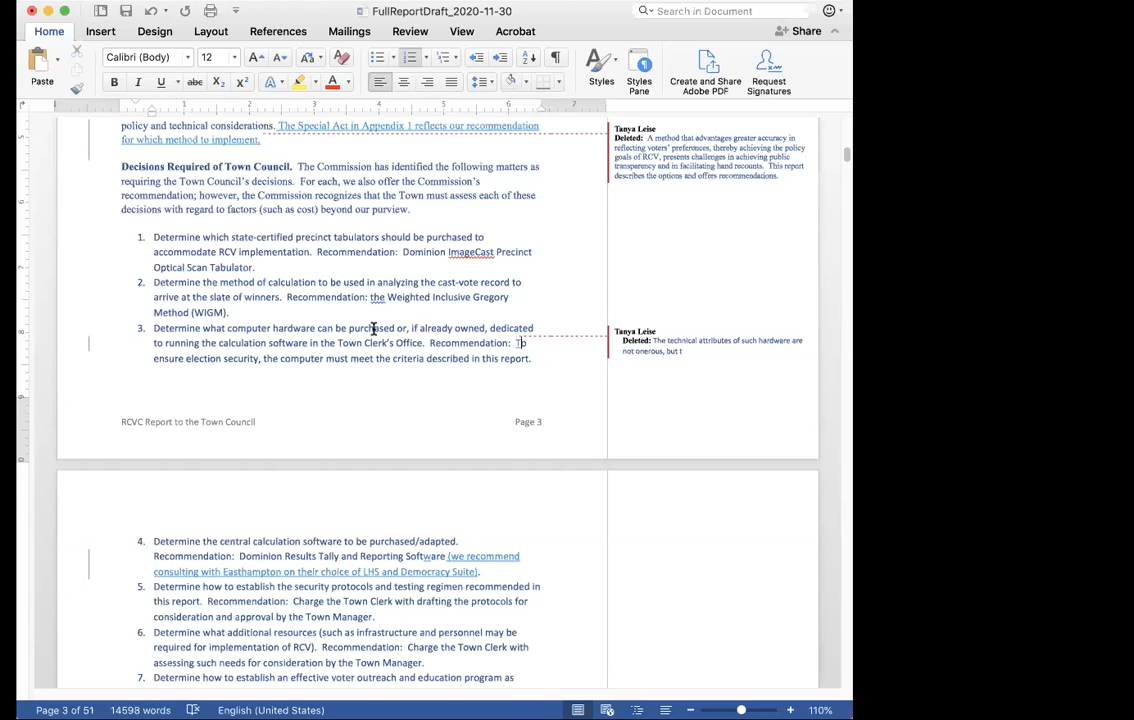 FullReportDraft_2020-11-30
Search in Document
Home Insert Design Layout References Mailings Review View Acrobat
Share
Paste
Calibri (Body) 12
Styles
Styles Pane
Create and Share Adobe PDF
Request Signatures
1 2 3 4 5 6 7
policy and technical considerations. The Special Act in Appendix 1 reflects our recommendation
for which method to implement.
Decisions Required of Town Council.  The Commission has identified the following matters as
requiring the Town Council's decisions.  For each, we also offer the Commission's
recommendation; however, the Commission recognizes that the Town must assess each of these
decisions with regard to factors (such as cost) beyond our purview.
1. Determine which state-certified precinct tabulators should be purchased to
accommodate RCV implementation.  Recommendation:  Dominion ImageCast Precinct
Optical Scan Tabulator.
2. Determine the method of calculation to be used in analyzing the cast-vote record to
arrive at the slate of winners.  Recommendation: the Weighted Inclusive Gregory
Method (WIGM).
3. Determine what computer hardware can be purchased or, if already owned, dedicated
to running the calculation software in the Town Clerk's Office.  Recommendation:  To
ensure election security, the computer must meet the criteria described in this report.
RCVC Report to the Town Council Page 3
Tanya Leise
Deleted:  A method that advantages greater accuracy in
reflecting voters' preferences, thereby achieving the policy
goals of RCV, presents challenges in achieving public
transparency and in facilitating hand recounts.  This report
describes the options and offers recommendations.
Tanya Leise
Deleted: The technical attributes of such hardware are
not onerous, but t
4. Determine the central calculation software to be purchased/adapted.
Recommendation:  Dominion Results Tally and Reporting Software (we recommend
consulting with Easthampton on their choice of LHS and Democracy Suite).
5. Determine how to establish the security protocols and testing regimen recommended in
this report.  Recommendation:  Charge the Town Clerk with drafting the protocols for
consideration and approval by the Town Manager.
6. Determine what additional resources (such as infrastructure and personnel may be
required for implementation of RCV).  Recommendation:  Charge the Town Clerk with
assessing such needs for consideration by the Town Manager.
7. Determine how to establish an effective voter outreach and education program as
Page 3 of 51 14598 words English (United States) 110%